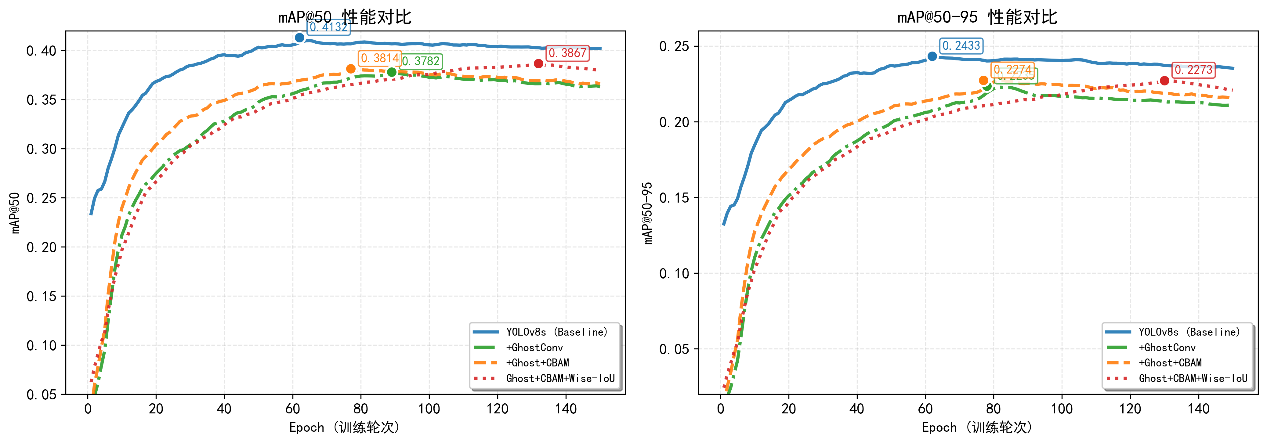 mAP@50 性能对比
0.4132
0.3814
0.3782
0.3867
0.40
0.35
0.30
0.25
0.20
0.15
0.10
0.05
mAP@50
0 20 40 60 80 100 120 140
Epoch (训练轮次)
YOLOv8s (Baseline)
+GhostConv
+Ghost+CBAM
Ghost+CBAM+Wise-IoU
mAP@50-95 性能对比
0.2433
0.2274
0.2273
0.25
0.20
0.15
0.10
0.05
mAP@50-95
0 20 40 60 80 100 120 140
Epoch (训练轮次)
YOLOv8s (Baseline)
+GhostConv
+Ghost+CBAM
Ghost+CBAM+Wise-IoU